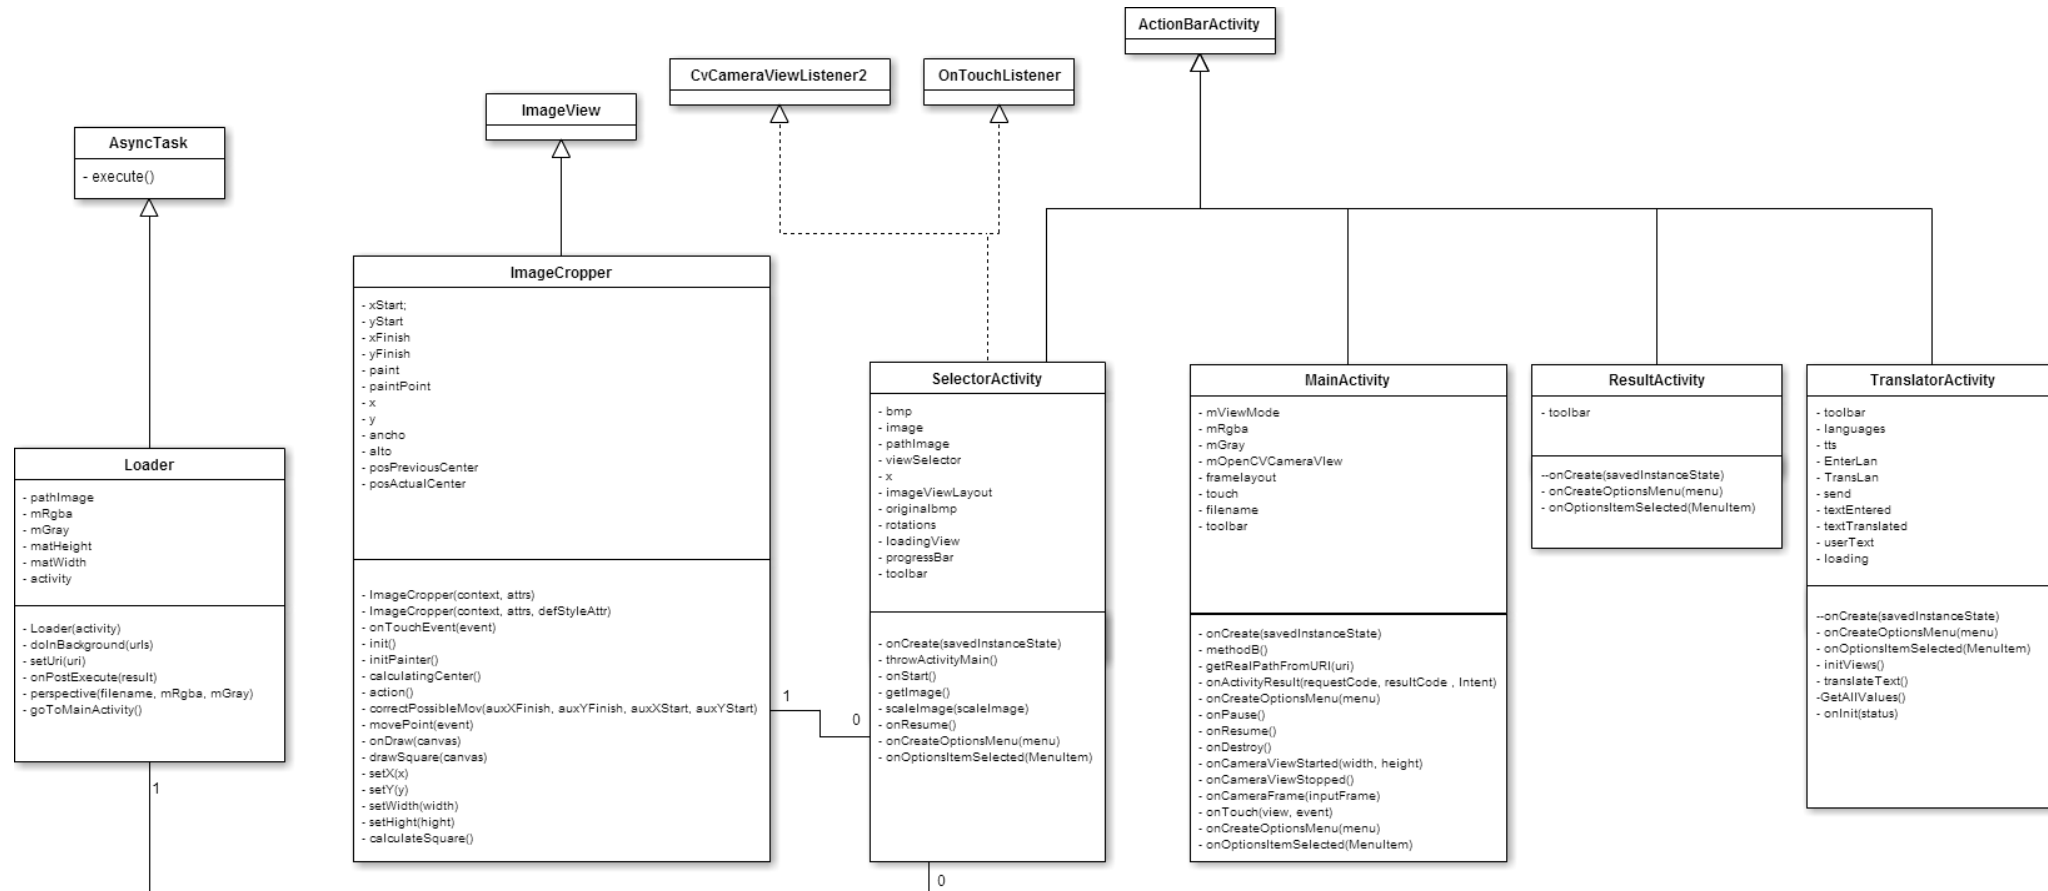 ActionBarActivity
CvCameraViewListener2
OnTouchListener
ImageView
AsyncTask
- execute()
ImageCropper
- xStart;
- yStart
- xFinish
- yFinish
- paint
- paintPoint
- x
- y
- ancho
- alto
- posPreviousCenter
- posActualCenter
- ImageCropper(context, attrs)
- ImageCropper(context, attrs, defStyleAttr)
- onTouchEvent(event)
- init()
- initPainter()
- calculatingCenter()
- action()
- correctPossibleMov(auxXFinish, auxYFinish, auxXStart, auxYStart)
- movePoint(event)
- onDraw(canvas)
- drawSquare(canvas)
- setX(x)
- setY(y)
- setWidth(width)
- setHight(hight)
- calculateSquare()
Loader
- pathImage
- mRgba
- mGray
- matHeight
- matWidth
- activity
- Loader(activity)
- doInBackground(urls)
- setUri(uri)
- onPostExecute(result)
- perspective(filename, mRgba, mGray)
- goToMainActivity()
1
1
0
SelectorActivity
- bmp
- image
- pathImage
- viewSelector
- x
- imageViewLayout
- originalbmp
- rotations
- loadingView
- progressBar
- toolbar
- onCreate(savedInstanceState)
- throwActivityMain()
- onStart()
- getImage()
- scaleImage(scaleImage)
- onResume()
- onCreateOptionsMenu(menu)
- onOptionsItemSelected(MenuItem)
0
MainActivity
- mViewMode
- mRgba
- mGray
- mOpenCVCameraVIew
- framelayout
- touch
- filename
- toolbar
- onCreate(savedInstanceState)
- methodB()
- getRealPathFromURI(uri)
- onActivityResult(requestCode, resultCode , Intent)
- onCreateOptionsMenu(menu)
- onPause()
- onResume()
- onDestroy()
- onCameraViewStarted(width, height)
- onCameraViewStopped()
- onCameraFrame(inputFrame)
- onTouch(view, event)
- onCreateOptionsMenu(menu)
- onOptionsItemSelected(MenuItem)
ResultActivity
- toolbar
--onCreate(savedInstanceState)
- onCreateOptionsMenu(menu)
- onOptionsItemSelected(MenuItem)
TranslatorActivity
- toolbar
- languages
- tts
- EnterLan
- TransLan
- send
- textEntered
- textTranslated
- userText
- loading
--onCreate(savedInstanceState)
- onCreateOptionsMenu(menu)
- onOptionsItemSelected(MenuItem)
- initViews()
- translateText()
-GetAllValues()
- onInit(status)